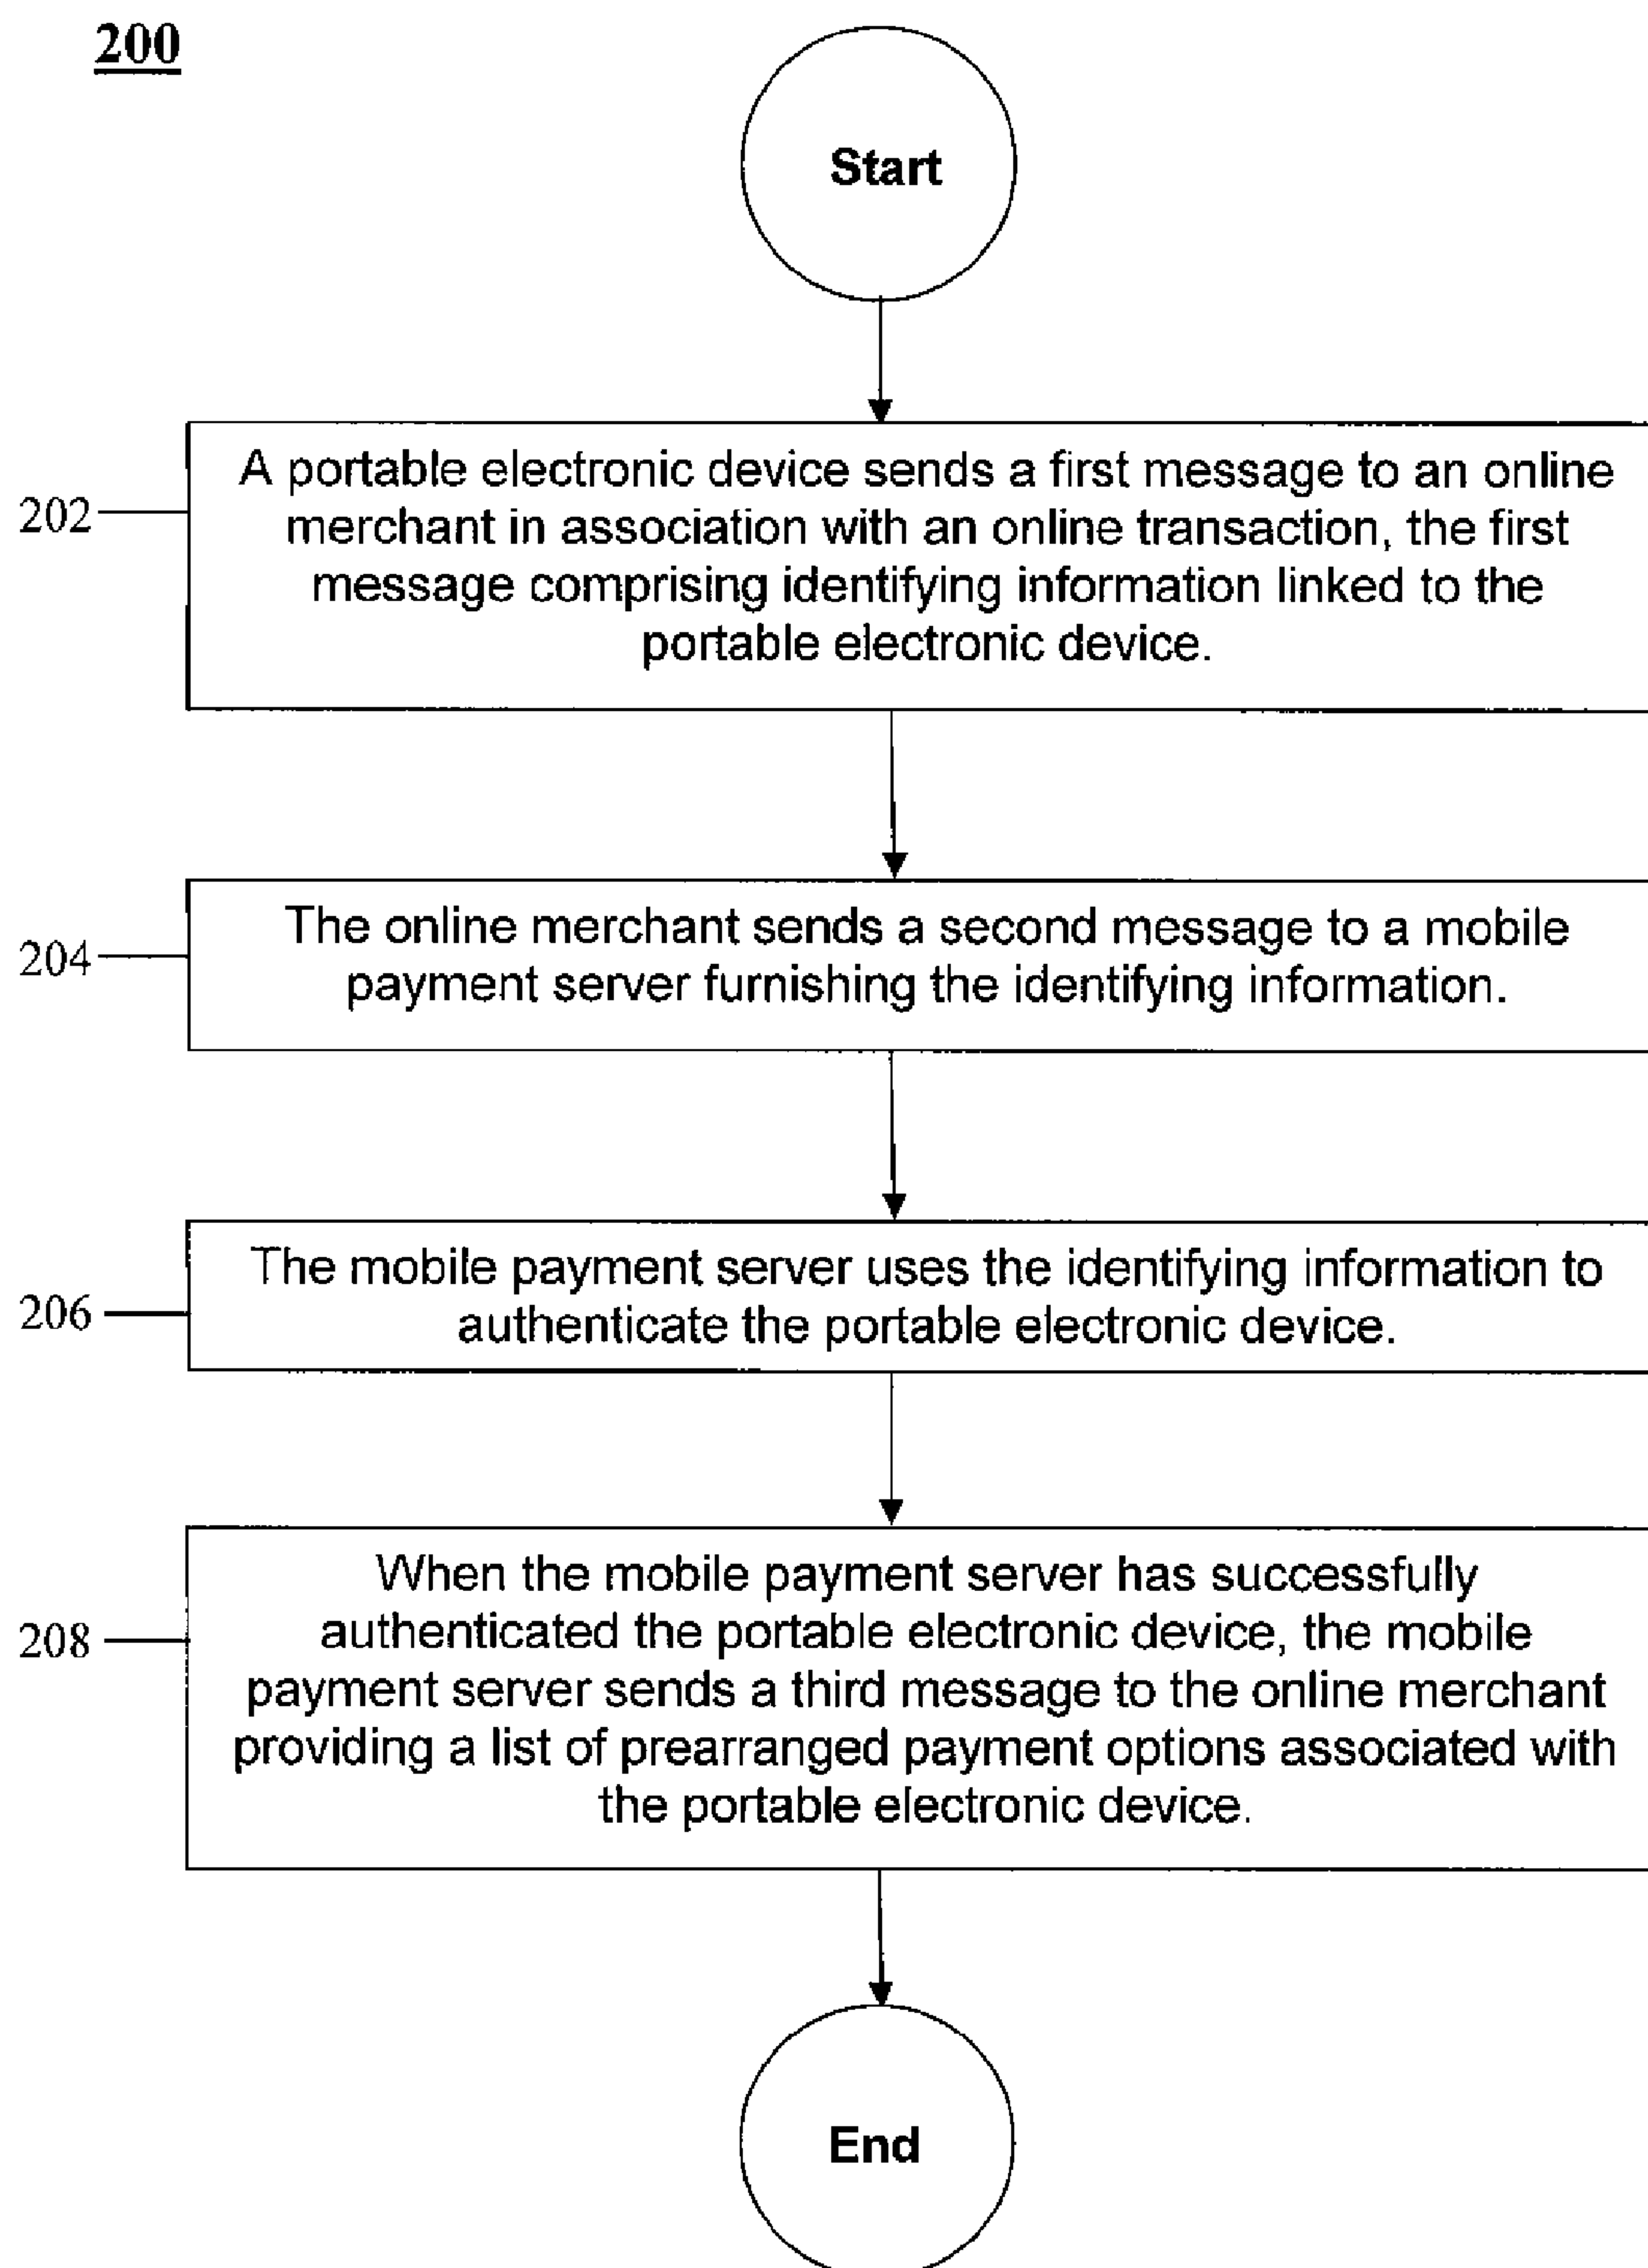 200
Start
202
A portable electronic device sends a first message to an online
merchant in association with an online transaction, the first
message comprising identifying information linked to the
portable electronic device.
204
The online merchant sends a second message to a mobile
payment server furnishing the identifying information.
206
The mobile payment server uses the identifying information to
authenticate the portable electronic device.
208
When the mobile payment server has successfully
authenticated the portable electronic device, the mobile
payment server sends a third message to the online merchant
providing a list of prearranged payment options associated with
the portable electronic device.
End